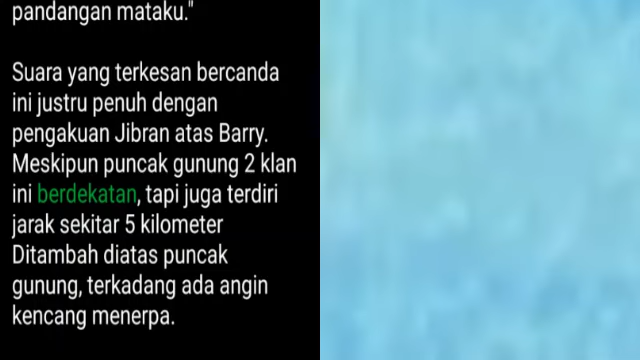 pandangan mataku."
Suara yang terkesan bercanda
ini justru penuh dengan
pengakuan Jibran atas Barry.
Meskipun puncak gunung 2 klan
ini berdekatan, tapi juga terdiri
jarak sekitar 5 kilometer
Ditambah diatas puncak
gunung, terkadang ada angin
kencang menerpa.